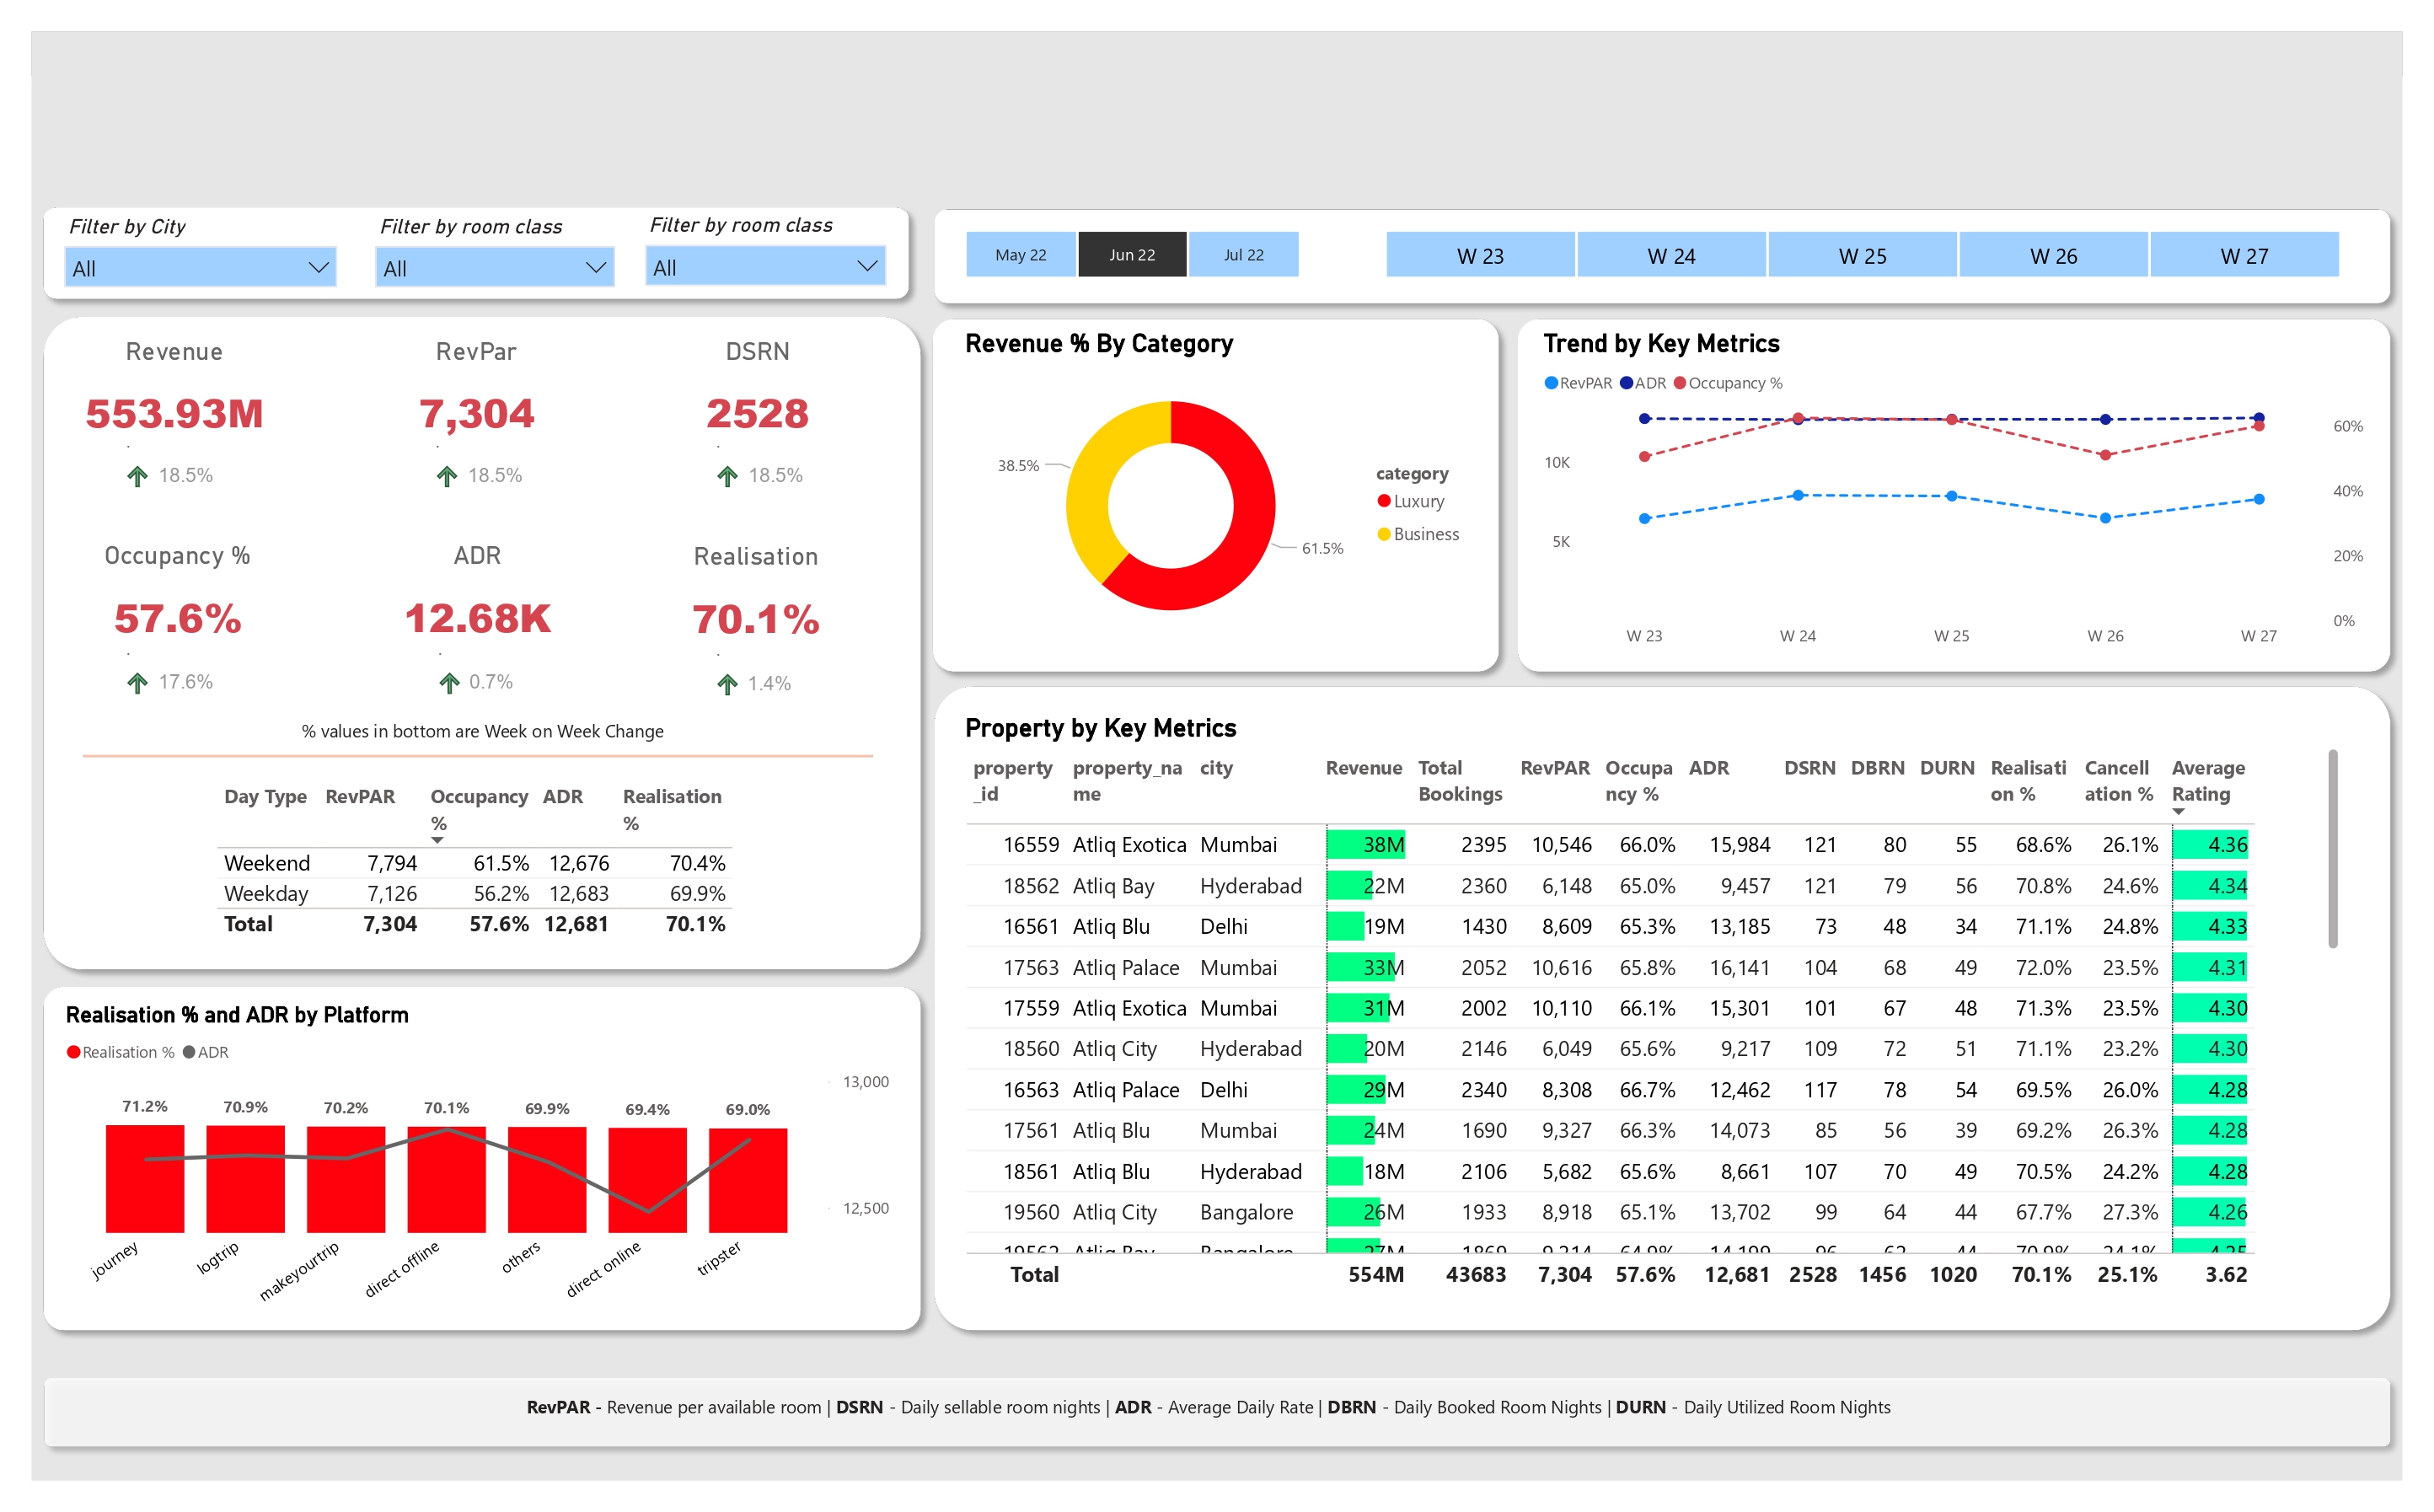 Filter by City
Filter by room class
Filter by room class
All
All
All
May 22
Jun 22
Jul 22
W 23
W 24
W 25
W 26
W 27
Revenue
RevPar
DSRN
553.93M
7,304
2528
18.5%
18.5%
18.5%
Occupancy %
ADR
Realisation
57.6%
12.68K
70.1%
17.6%
0.7%
1.4%
% values in bottom are Week on Week Change
Day Type RevPAR Occupancy % ADR Realisation %
Weekend 7,794 61.5% 12,676 70.4%
Weekday 7,126 56.2% 12,683 69.9%
Total 7,304 57.6% 12,681 70.1%
Realisation % and ADR by Platform
Realisation % ADR
13,000
12,500
71.2% 70.9% 70.2% 70.1% 69.9% 69.4% 69.0%
journey
logtrip
makeyourtrip
direct offline
others
direct online
tripster
Revenue % By Category
38.5%
61.5%
category
Luxury
Business
Trend by Key Metrics
RevPAR ADR Occupancy %
10K
5K
60%
40%
20%
0%
W 23 W 24 W 25 W 26 W 27
Property by Key Metrics
property_id property_name city Revenue Total Bookings RevPAR Occupancy % ADR DSRN DBRN DURN Realisation % Cancellation % Average Rating
16559 Atliq Exotica Mumbai 38M 2395 10,546 66.0% 15,984 121 80 55 68.6% 26.1% 4.36
18562 Atliq Bay Hyderabad 22M 2360 6,148 65.0% 9,457 121 79 56 70.8% 24.6% 4.34
16561 Atliq Blu Delhi 19M 1430 8,609 65.3% 13,185 73 48 34 71.1% 24.8% 4.33
17563 Atliq Palace Mumbai 33M 2052 10,616 65.8% 16,141 104 68 49 72.0% 23.5% 4.31
17559 Atliq Exotica Mumbai 31M 2002 10,110 66.1% 15,301 101 67 48 71.3% 23.5% 4.30
18560 Atliq City Hyderabad 20M 2146 6,049 65.6% 9,217 109 72 51 71.1% 23.2% 4.30
16563 Atliq Palace Delhi 29M 2340 8,308 66.7% 12,462 117 78 54 69.5% 26.0% 4.28
17561 Atliq Blu Mumbai 24M 1690 9,327 66.3% 14,073 85 56 39 69.2% 26.3% 4.28
18561 Atliq Blu Hyderabad 18M 2106 5,682 65.6% 8,661 107 70 49 70.5% 24.2% 4.28
19560 Atliq City Bangalore 26M 1933 8,918 65.1% 13,702 99 64 44 67.7% 27.3% 4.26
Atliq Bay Bangalore
Total 554M 43683 7,304 57.6% 12,681 2528 1456 1020 70.1% 25.1% 3.62
RevPAR - Revenue per available room | DSRN - Daily sellable room nights | ADR - Average Daily Rate | DBRN - Daily Booked Room Nights | DURN - Daily Utilized Room Nights